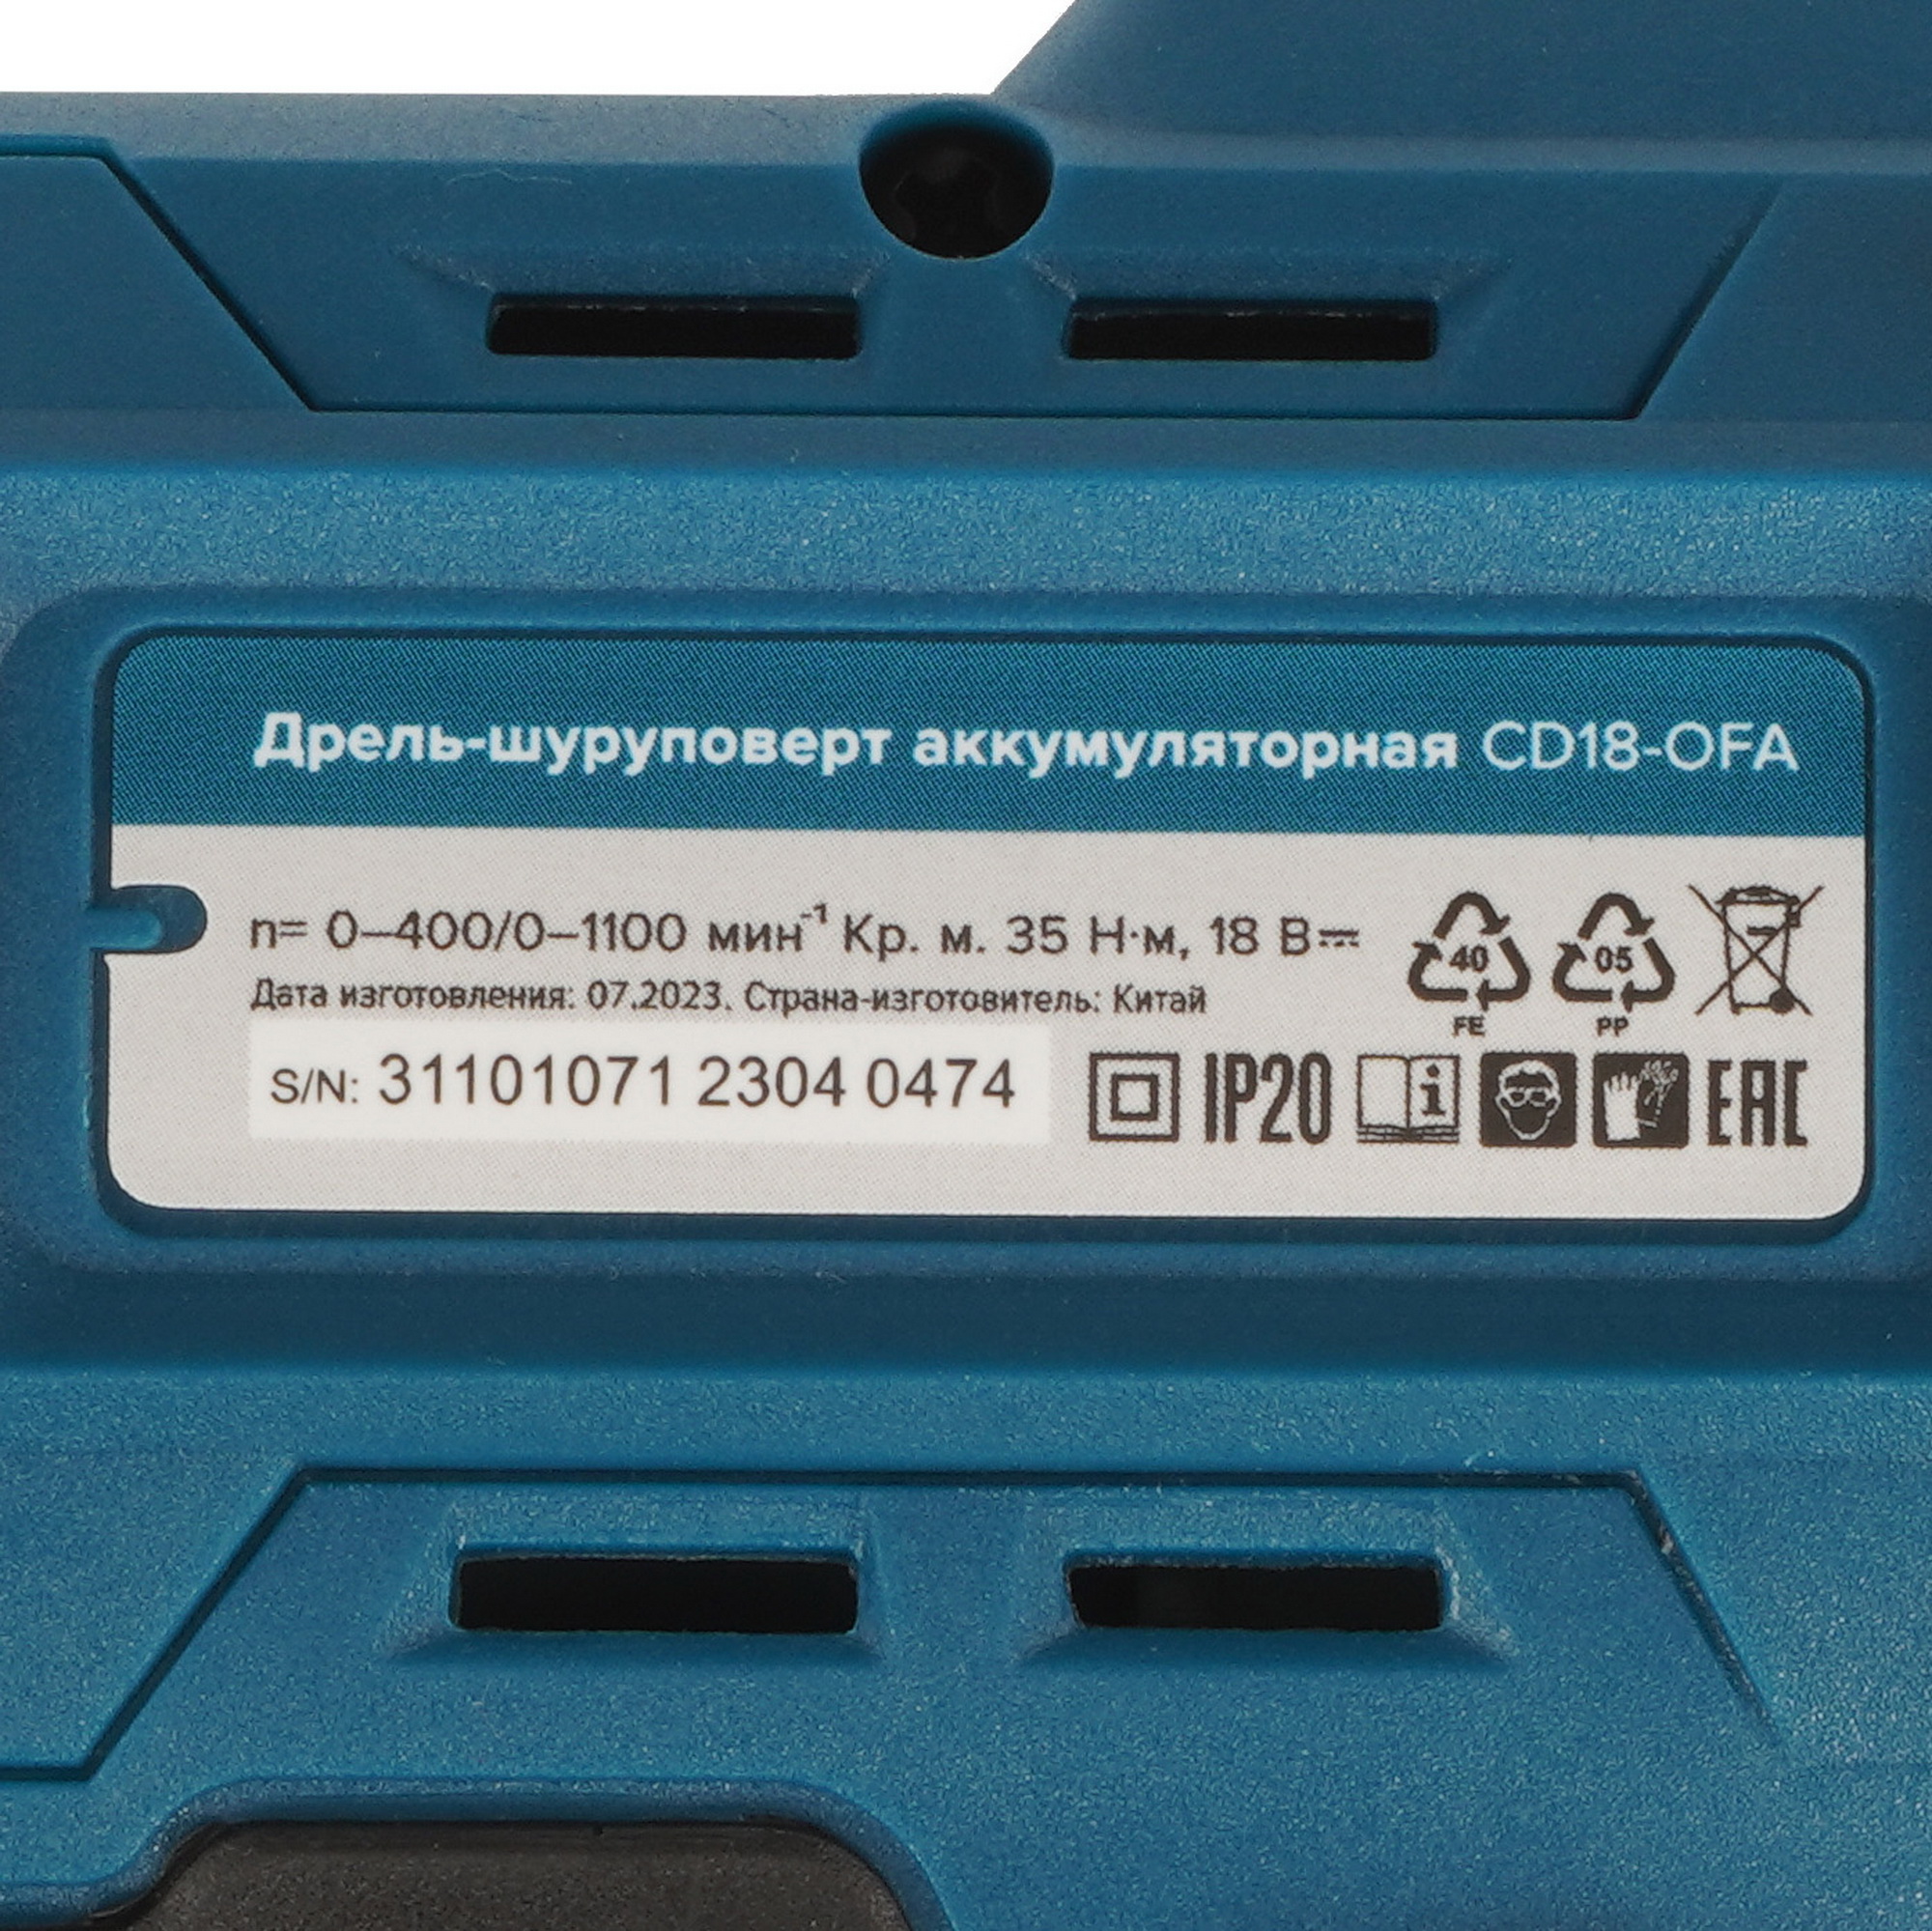 Дрель-шуруповерт аккумуляторная CD18-OFA
n= 0–400/0–1100 мин⁻¹ Кр. м. 35 Н·м, 18 В⎓
40 05
Дата изготовления: 07.2023. Страна-изготовитель: Китай
FE PP
S/N: 31101071 2304 0474
IP20 i EAC